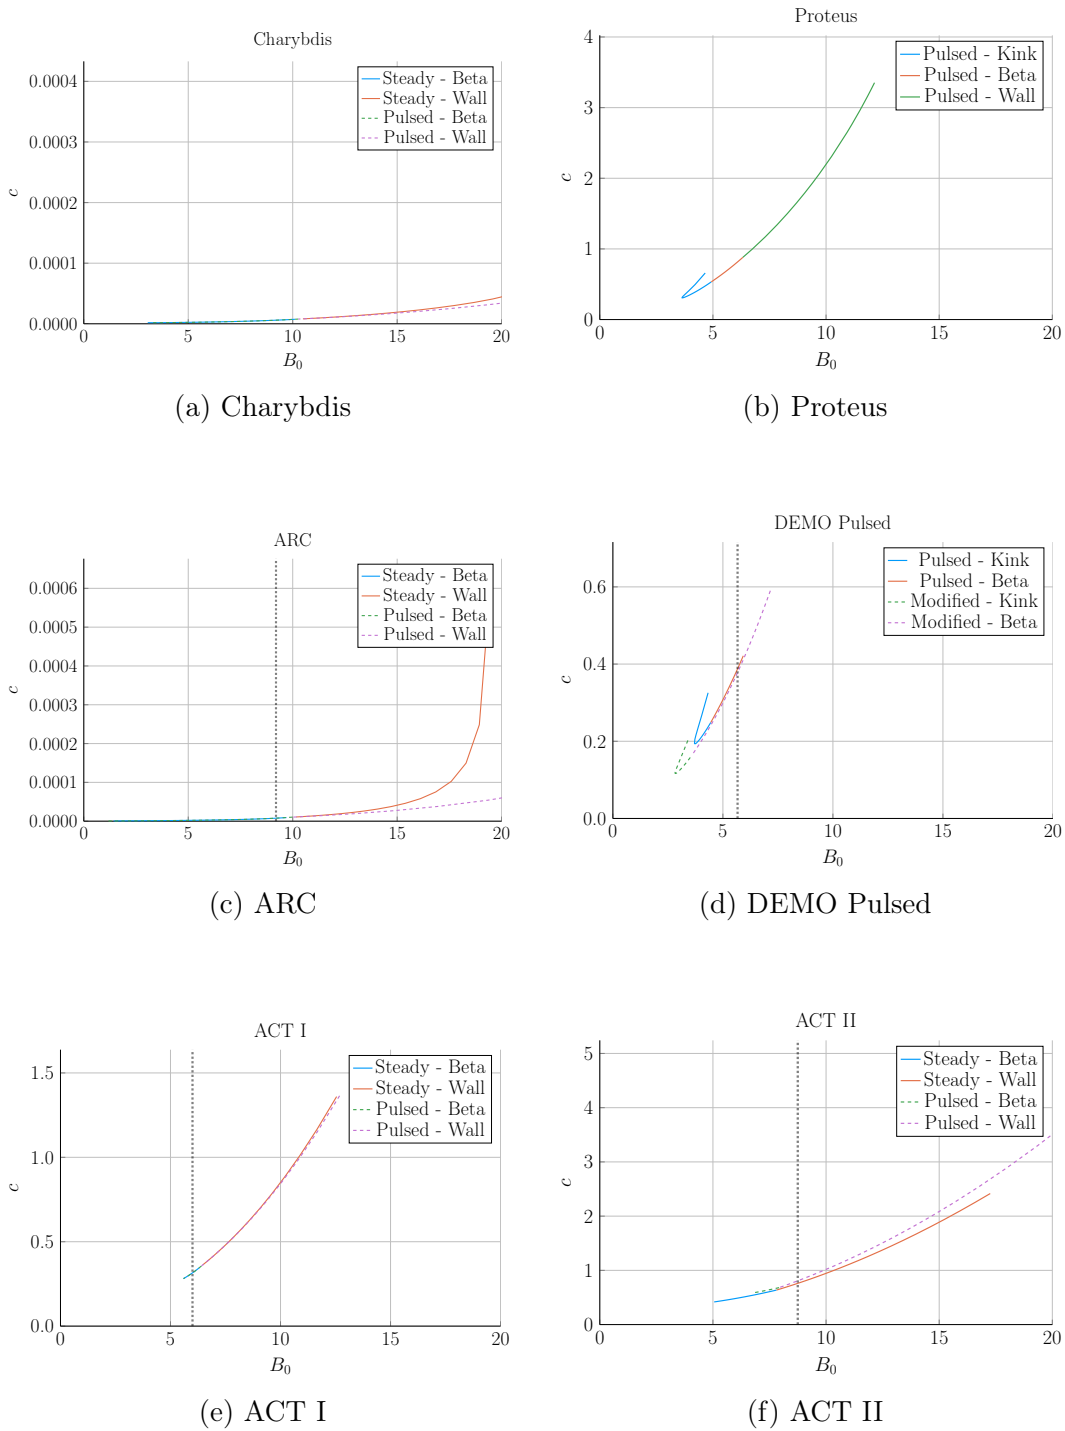 Charybdis
0.0004
0.0003
0.0002
0.0001
0.0000
c
0
5
10
15
20
B₀
Steady - Beta
Steady - Wall
Pulsed - Beta
Pulsed - Wall
(a) Charybdis
Proteus
4
3
2
1
0
c
0
5
10
15
20
B₀
Pulsed - Kink
Pulsed - Beta
Pulsed - Wall
(b) Proteus
ARC
0.0006
0.0005
0.0004
0.0003
0.0002
0.0001
0.0000
c
0
5
10
15
20
B₀
Steady - Beta
Steady - Wall
Pulsed - Beta
Pulsed - Wall
(c) ARC
DEMO Pulsed
0.6
0.4
0.2
0.0
c
0
5
10
15
20
B₀
Pulsed - Kink
Pulsed - Beta
Modified - Kink
Modified - Beta
(d) DEMO Pulsed
ACT I
1.5
1.0
0.5
0.0
c
0
5
10
15
20
B₀
Steady - Beta
Steady - Wall
Pulsed - Beta
Pulsed - Wall
(e) ACT I
ACT II
5
4
3
2
1
0
c
0
5
10
15
20
B₀
Steady - Beta
Steady - Wall
Pulsed - Beta
Pulsed - Wall
(f) ACT II